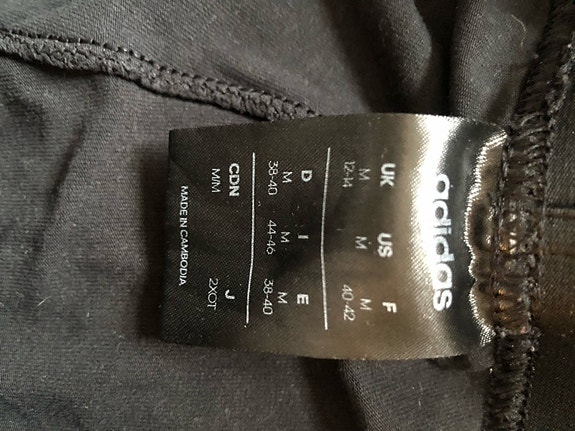 adidas
UK US F
M M M
12-14 40-42
D I E
M M M
38-40 44-46 38-40
CDN J
M/M 2XOT
MADE IN CAMBODIA